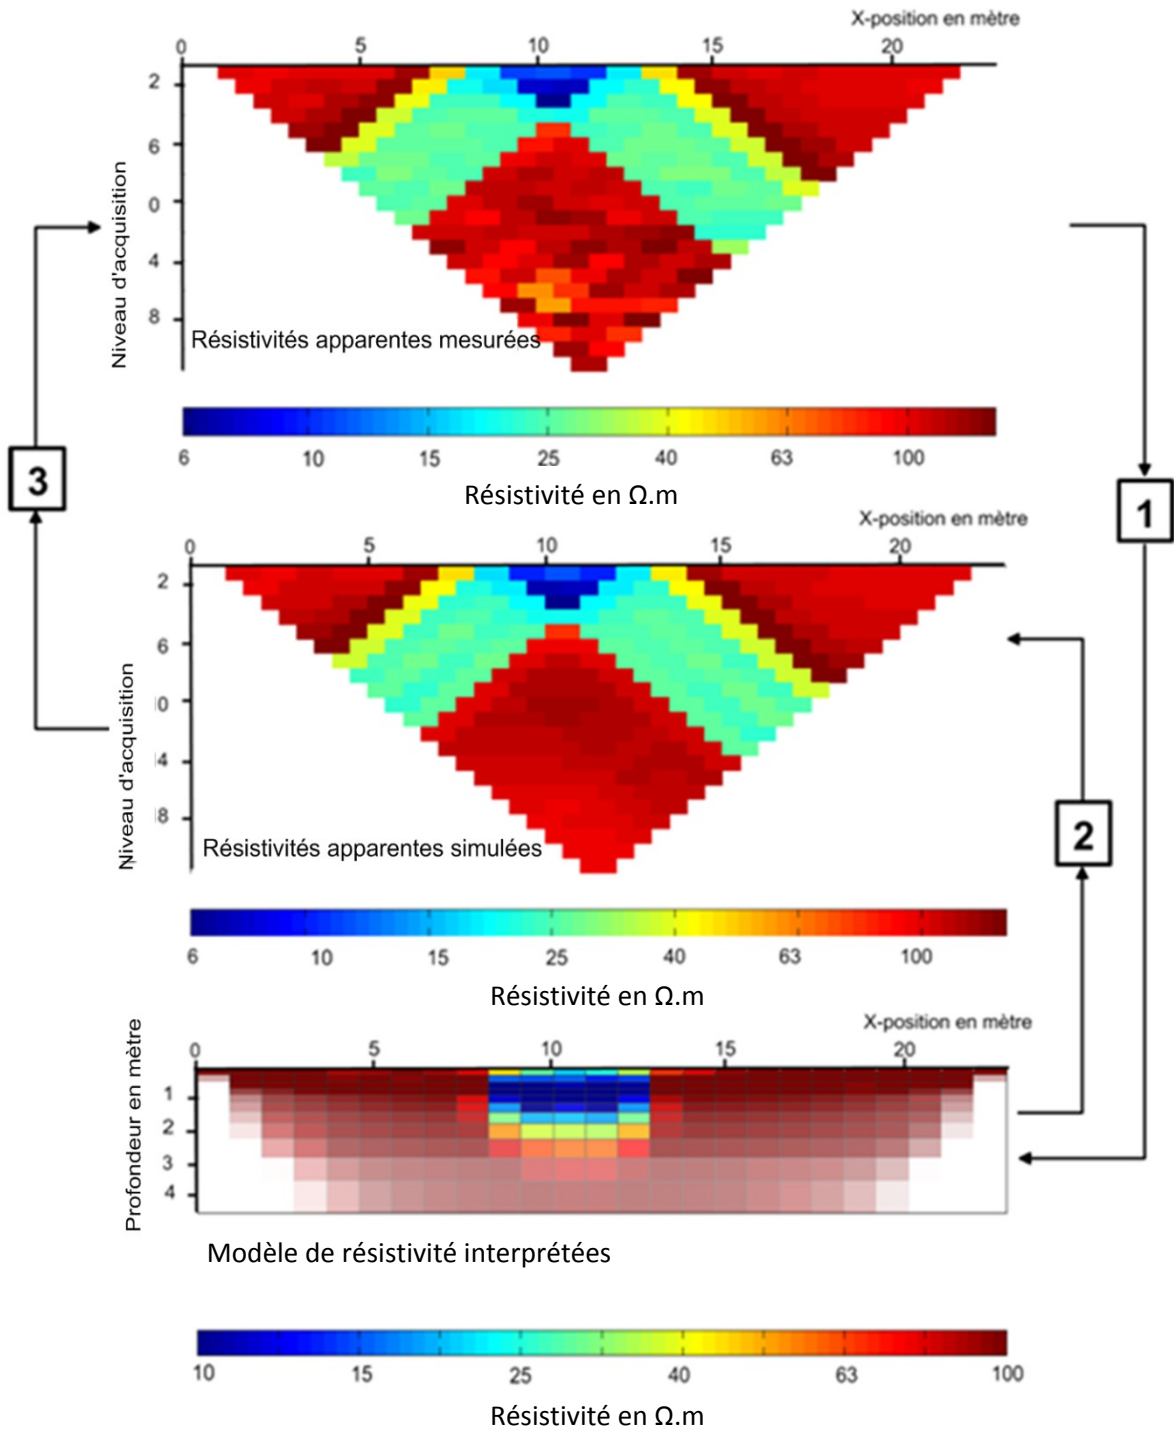 X-position en mètre
0 5 10 15 20
2
6
0
4
8
Niveau d'acquisition
Résistivités apparentes mesurées
6 10 15 25 40 63 100
Résistivité en Ω.m
3
1
X-position en mètre
0 5 10 15 20
2
6
0
4
8
Niveau d'acquisition
2
Résistivités apparentes simulées
6 10 15 25 40 63 100
Résistivité en Ω.m
X-position en mètre
0 5 10 15 20
1
2
3
4
Profondeur en mètre
Modèle de résistivité interprétées
10 15 25 40 63 100
Résistivité en Ω.m